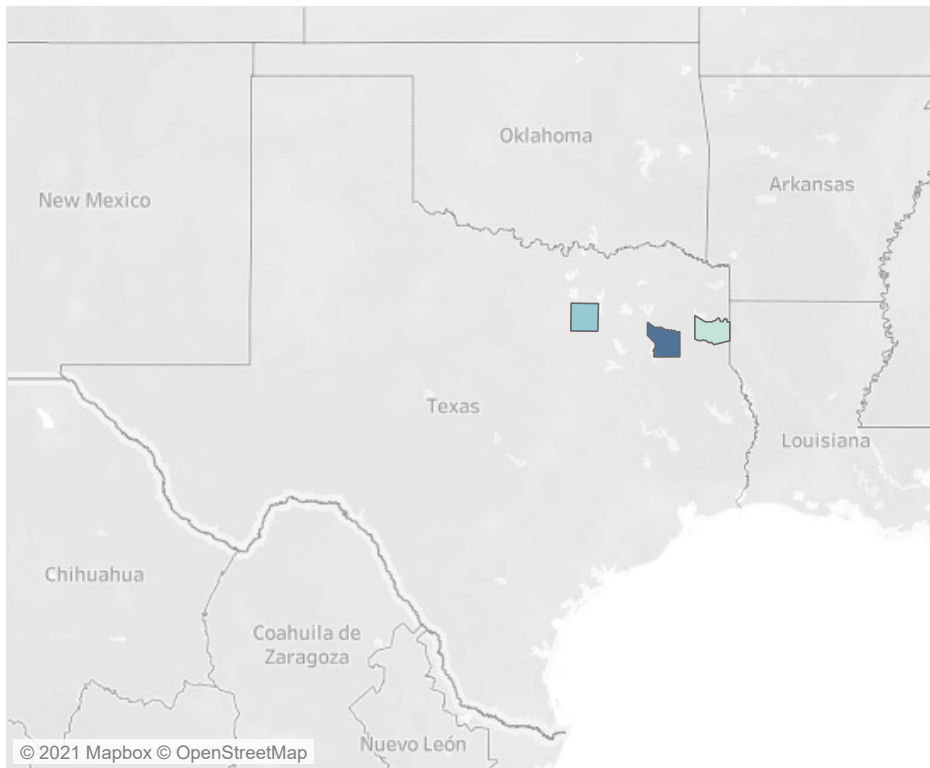 Oklahoma
New Mexico
Arkansas
Texas
Louisiana
Chihuahua
Coahuila de
Zaragoza
Nuevo León
© 2021 Mapbox © OpenStreetMap